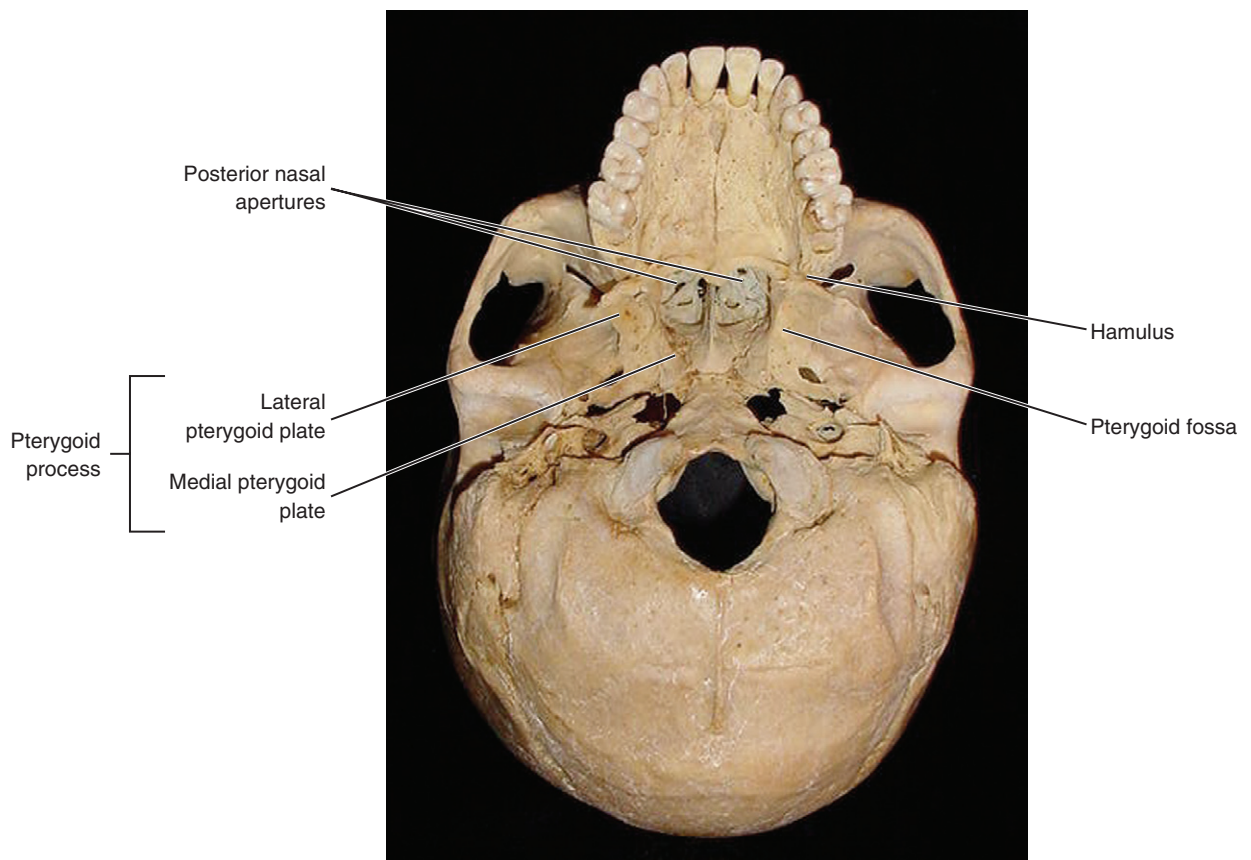 Posterior nasal
apertures
Lateral
pterygoid plate
Pterygoid
process
Medial pterygoid
plate
Hamulus
Pterygoid fossa